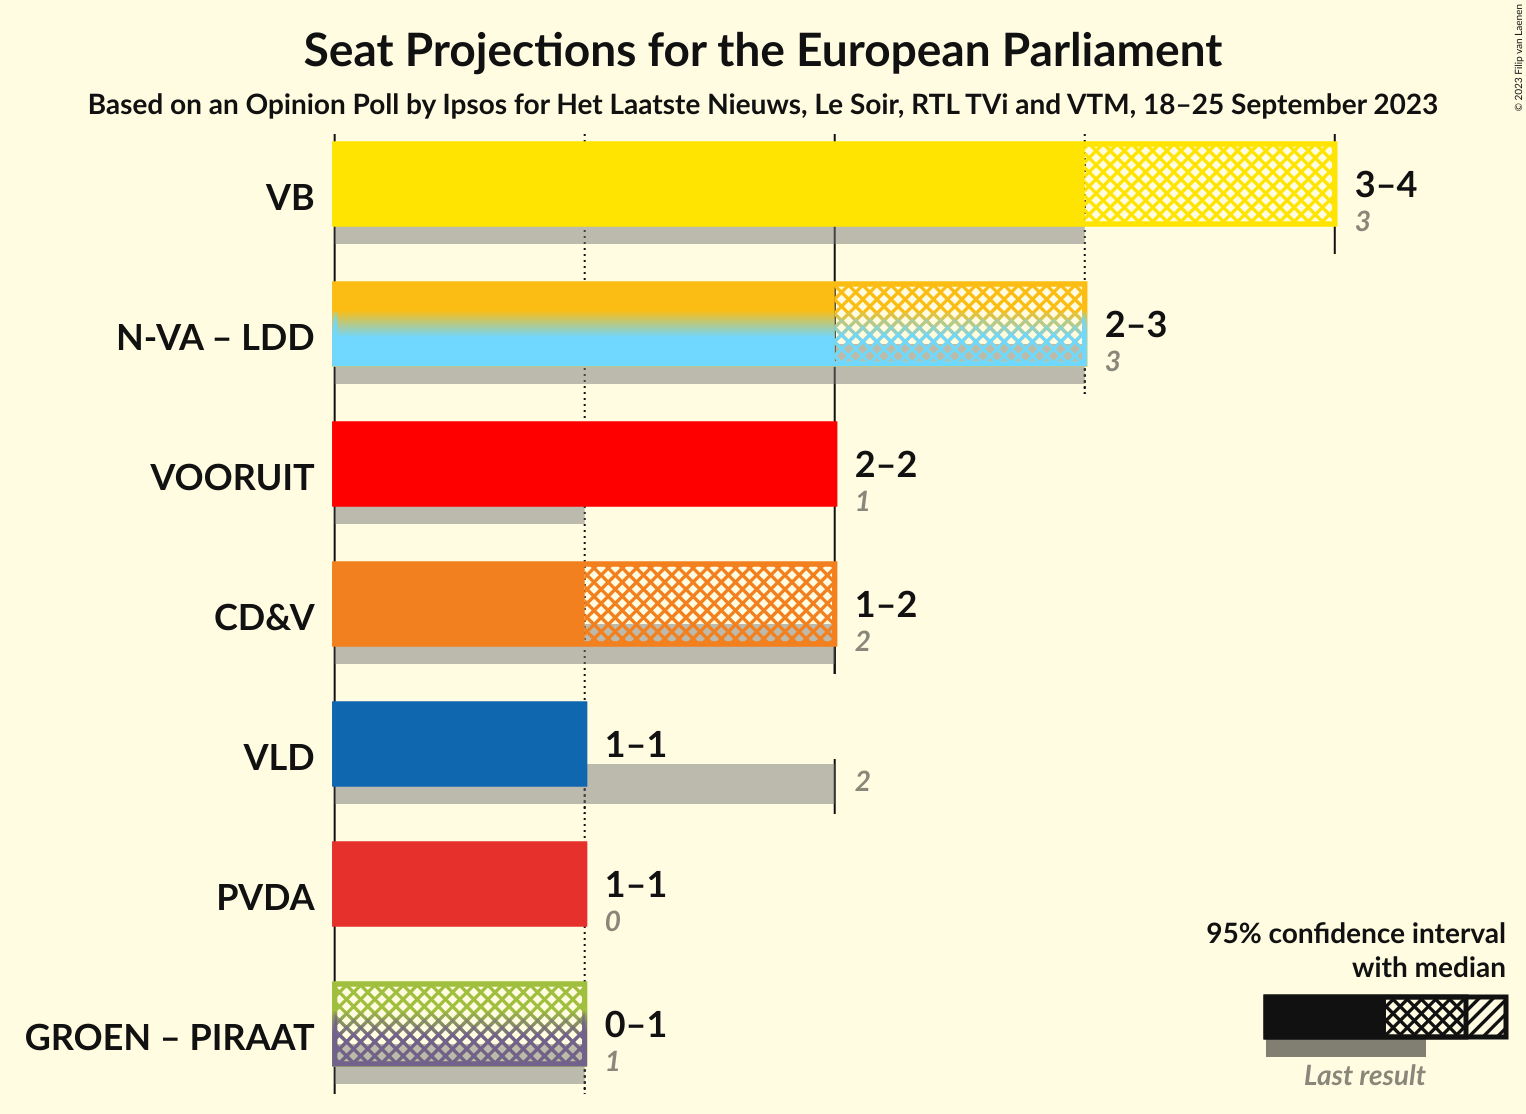 Seat Projections for the European Parliament
Based on an Opinion Poll by Ipsos for Het Laatste Nieuws, Le Soir, RTL TVi and VTM, 18–25 September 2023
© 2023 Filip van Laenen
VB
3–4
3
N-VA – LDD
2–3
3
VOORUIT
2–2
1
CD&V
1–2
2
VLD
1–1
2
PVDA
1–1
0
GROEN – PIRAAT
0–1
1
95% confidence interval
with median
Last result